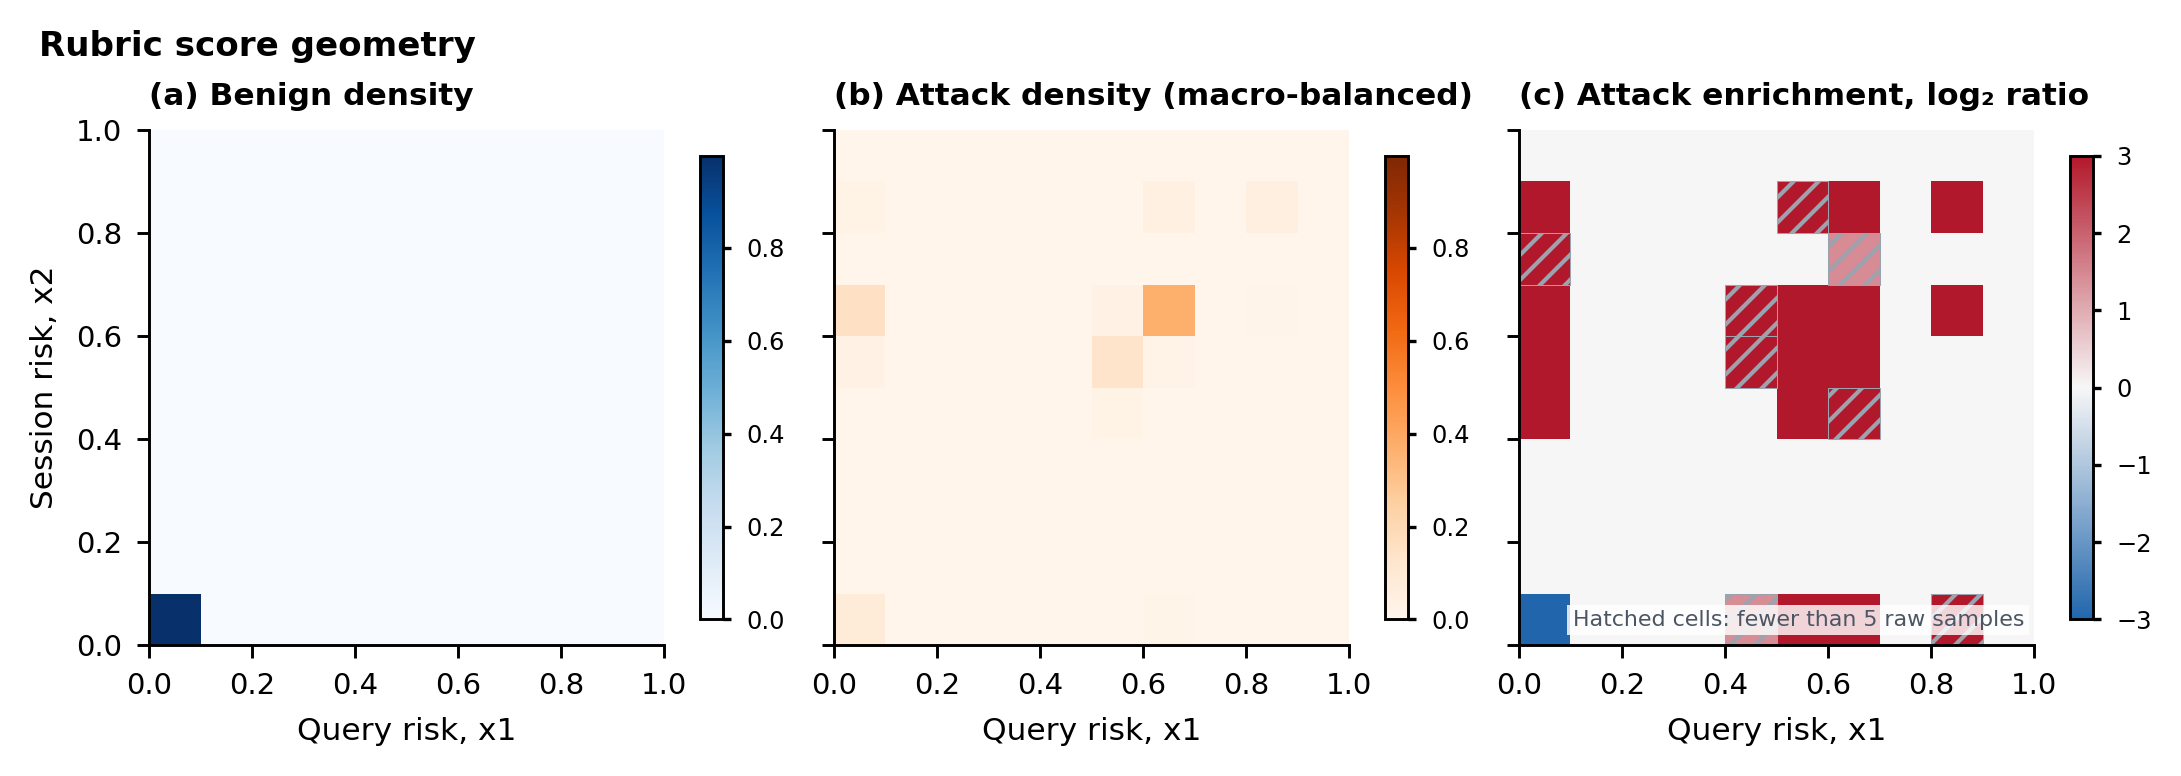 Rubric score geometry
(a) Benign density
(b) Attack density (macro-balanced)
(c) Attack enrichment, log₂ ratio
Session risk, x2
1.0
0.8
0.6
0.4
0.2
0.0
0.0 0.2 0.4 0.6 0.8 1.0
Query risk, x1
0.8
0.6
0.4
0.2
0.0
0.0 0.2 0.4 0.6 0.8 1.0
Query risk, x1
0.8
0.6
0.4
0.2
0.0
Hatched cells: fewer than 5 raw samples
0.0 0.2 0.4 0.6 0.8 1.0
Query risk, x1
3
2
1
0
−1
−2
−3